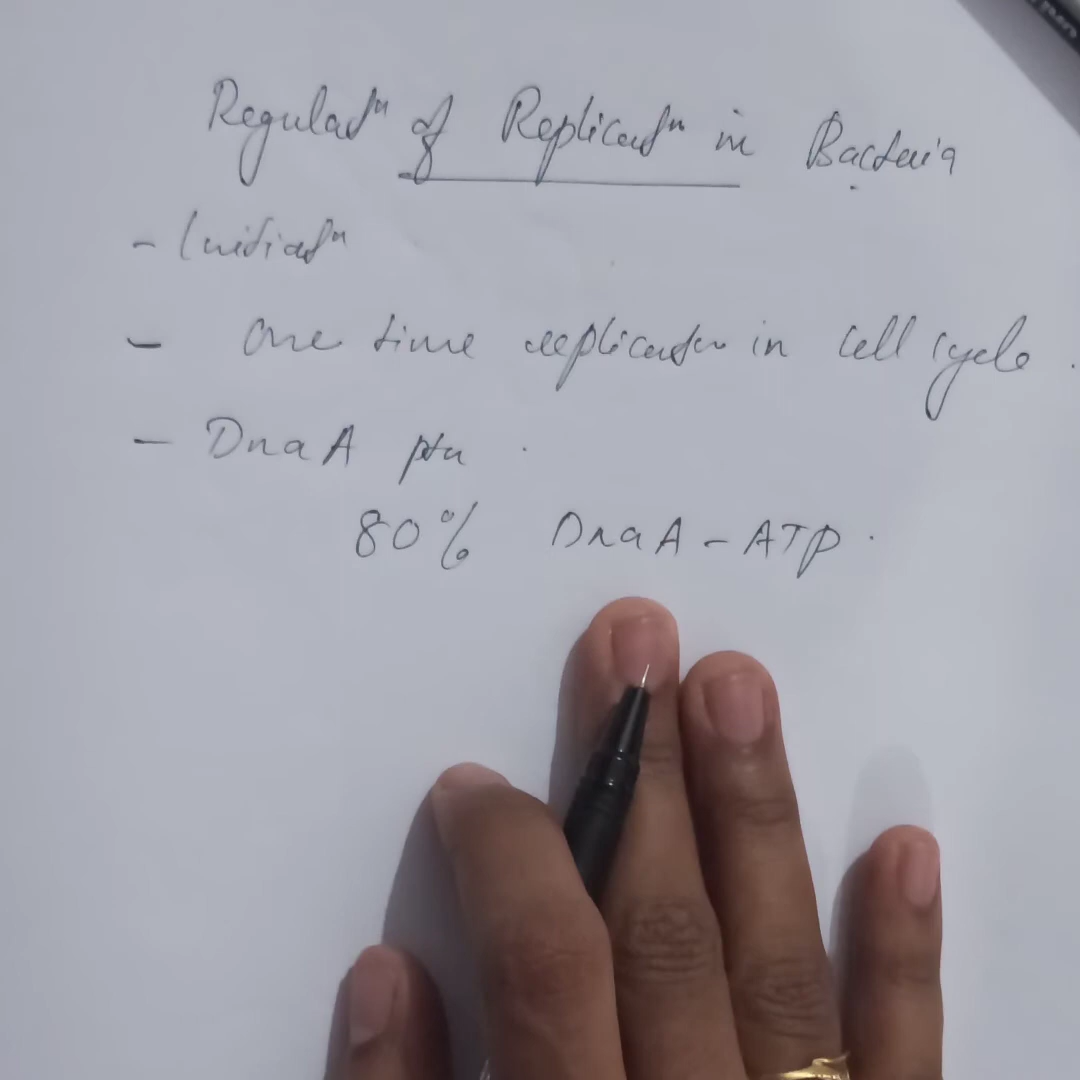 Regulatⁿ of Replicatⁿ in Bacteria
- Initiatⁿ
- One time replication in cell cycle.
- DnaA ptn.
80% DnaA-ATP.